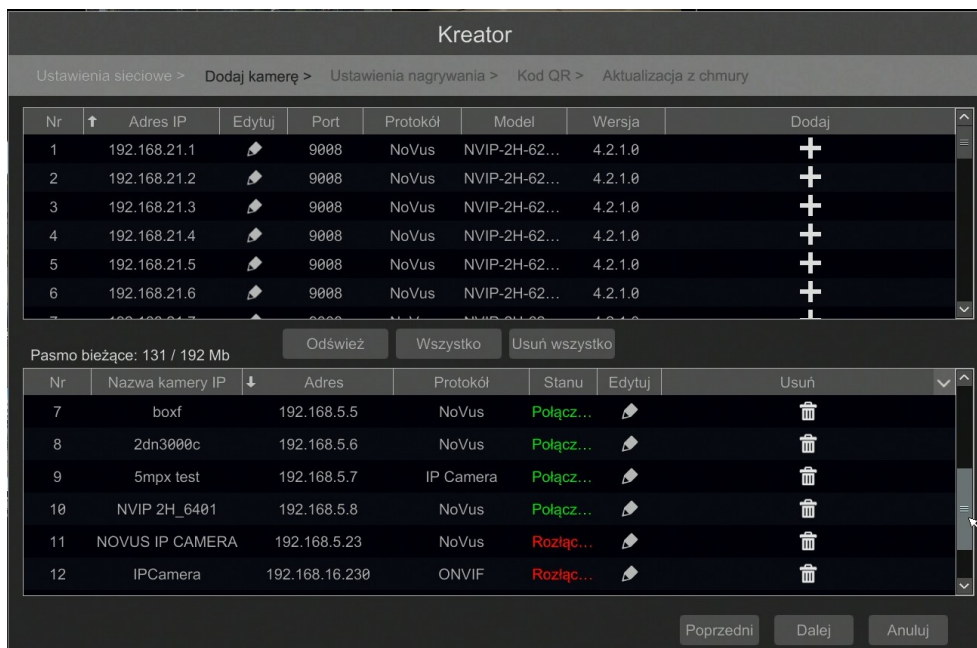 Kreator
Ustawienia sieciowe > Dodaj kamerę > Ustawienia nagrywania > Kod QR > Aktualizacja z chmury
Nr Adres IP Edytuj Port Protokół Model Wersja Dodaj
1 192.168.21.1 9008 NoVus NVIP-2H-62... 4.2.1.0
2 192.168.21.2 9008 NoVus NVIP-2H-62... 4.2.1.0
3 192.168.21.3 9008 NoVus NVIP-2H-62... 4.2.1.0
4 192.168.21.4 9008 NoVus NVIP-2H-62... 4.2.1.0
5 192.168.21.5 9008 NoVus NVIP-2H-62... 4.2.1.0
6 192.168.21.6 9008 NoVus NVIP-2H-62... 4.2.1.0
Pasmo bieżące: 131 / 192 Mb Odśwież Wszystko Usuń wszystko
Nr Nazwa kamery IP Adres Protokół Stanu Edytuj Usuń
7 boxf 192.168.5.5 NoVus Połącz...
8 2dn3000c 192.168.5.6 NoVus Połącz...
9 5mpx test 192.168.5.7 IP Camera Połącz...
10 NVIP 2H_6401 192.168.5.8 NoVus Połącz...
11 NOVUS IP CAMERA 192.168.5.23 NoVus Rozłąc...
12 IPCamera 192.168.16.230 ONVIF Rozłąc...
Poprzedni Dalej Anuluj